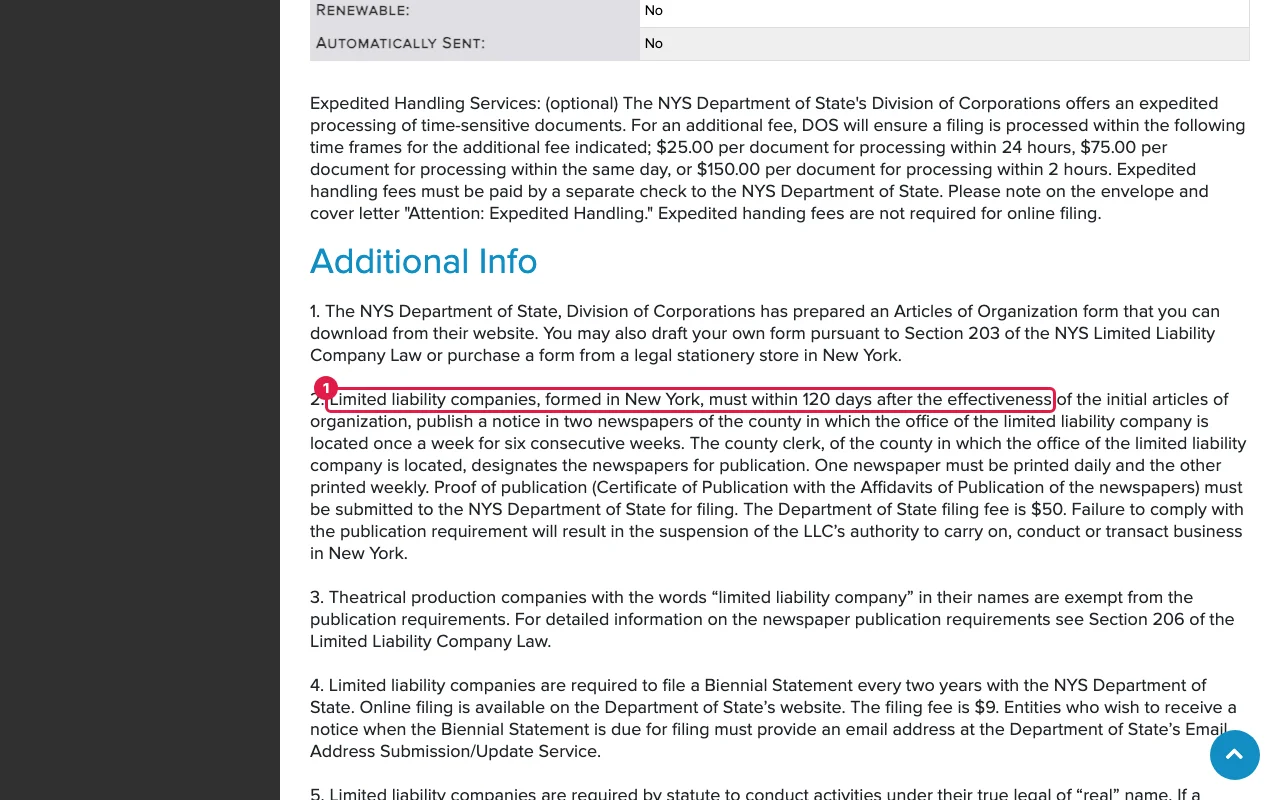 RENEWABLE:
No
AUTOMATICALLY SENT:
No
Expedited Handling Services: (optional) The NYS Department of State's Division of Corporations offers an expedited
processing of time-sensitive documents. For an additional fee, DOS will ensure a filing is processed within the following
time frames for the additional fee indicated; $25.00 per document for processing within 24 hours, $75.00 per
document for processing within the same day, or $150.00 per document for processing within 2 hours. Expedited
handling fees must be paid by a separate check to the NYS Department of State. Please note on the envelope and
cover letter "Attention: Expedited Handling." Expedited handing fees are not required for online filing.
Additional Info
1. The NYS Department of State, Division of Corporations has prepared an Articles of Organization form that you can
download from their website. You may also draft your own form pursuant to Section 203 of the NYS Limited Liability
Company Law or purchase a form from a legal stationery store in New York.
1
2. Limited liability companies, formed in New York, must within 120 days after the effectiveness of the initial articles of
organization, publish a notice in two newspapers of the county in which the office of the limited liability company is
located once a week for six consecutive weeks. The county clerk, of the county in which the office of the limited liability
company is located, designates the newspapers for publication. One newspaper must be printed daily and the other
printed weekly. Proof of publication (Certificate of Publication with the Affidavits of Publication of the newspapers) must
be submitted to the NYS Department of State for filing. The Department of State filing fee is $50. Failure to comply with
the publication requirement will result in the suspension of the LLC’s authority to carry on, conduct or transact business
in New York.
3. Theatrical production companies with the words “limited liability company” in their names are exempt from the
publication requirements. For detailed information on the newspaper publication requirements see Section 206 of the
Limited Liability Company Law.
4. Limited liability companies are required to file a Biennial Statement every two years with the NYS Department of
State. Online filing is available on the Department of State’s website. The filing fee is $9. Entities who wish to receive a
notice when the Biennial Statement is due for filing must provide an email address at the Department of State’s Email
Address Submission/Update Service.
5. Limited liability companies are required by statute to conduct activities under their true legal of “real” name. If a